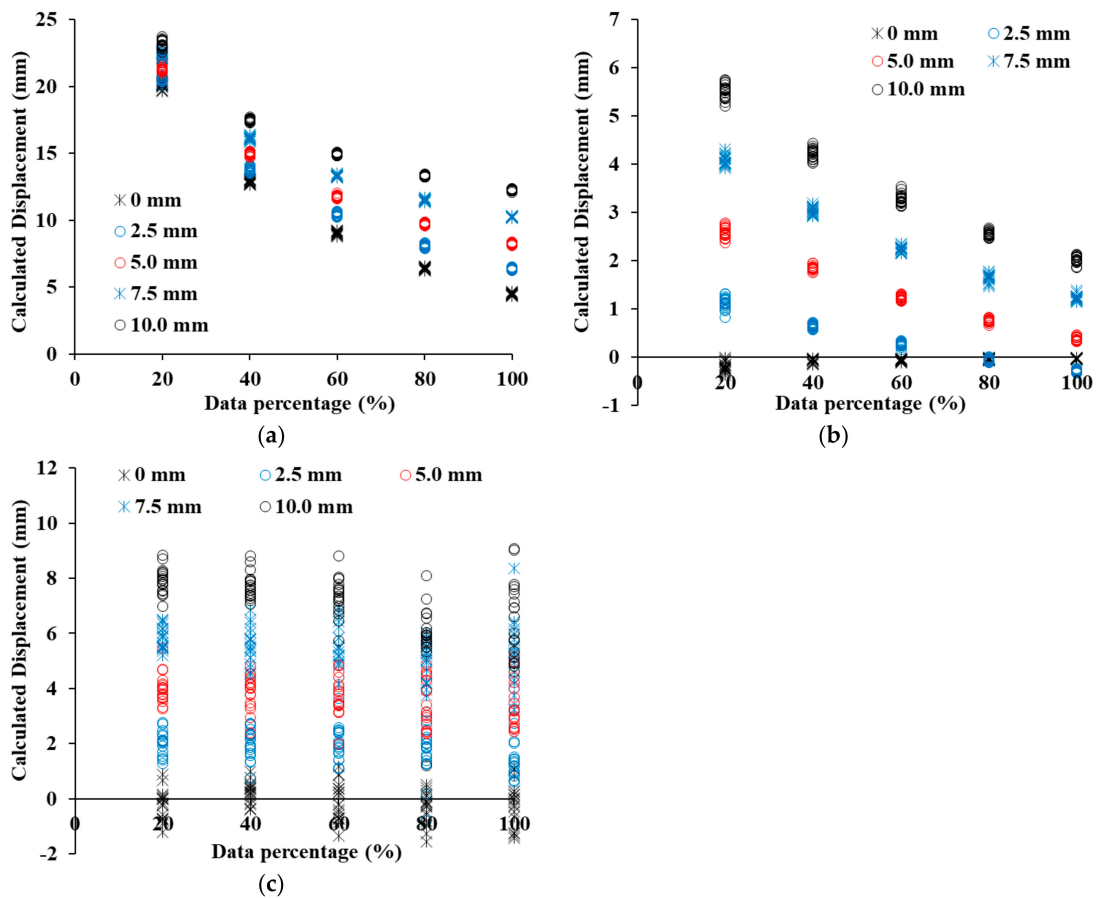 25
20
15
10
5
0
Calculated Displacement (mm)
0 mm
2.5 mm
5.0 mm
7.5 mm
10.0 mm
0 20 40 60 80 100
Data percentage (%)
(a)
7
6
5
4
3
2
1
0
-1
Calculated Displacement (mm)
0 mm 2.5 mm
5.0 mm 7.5 mm
10.0 mm
0 20 40 60 80 100
Data percentage (%)
(b)
12
10
8
6
4
2
0
-2
Calculated Displacement (mm)
0 mm 2.5 mm 5.0 mm
7.5 mm 10.0 mm
0 20 40 60 80 100
Data percentage (%)
(c)